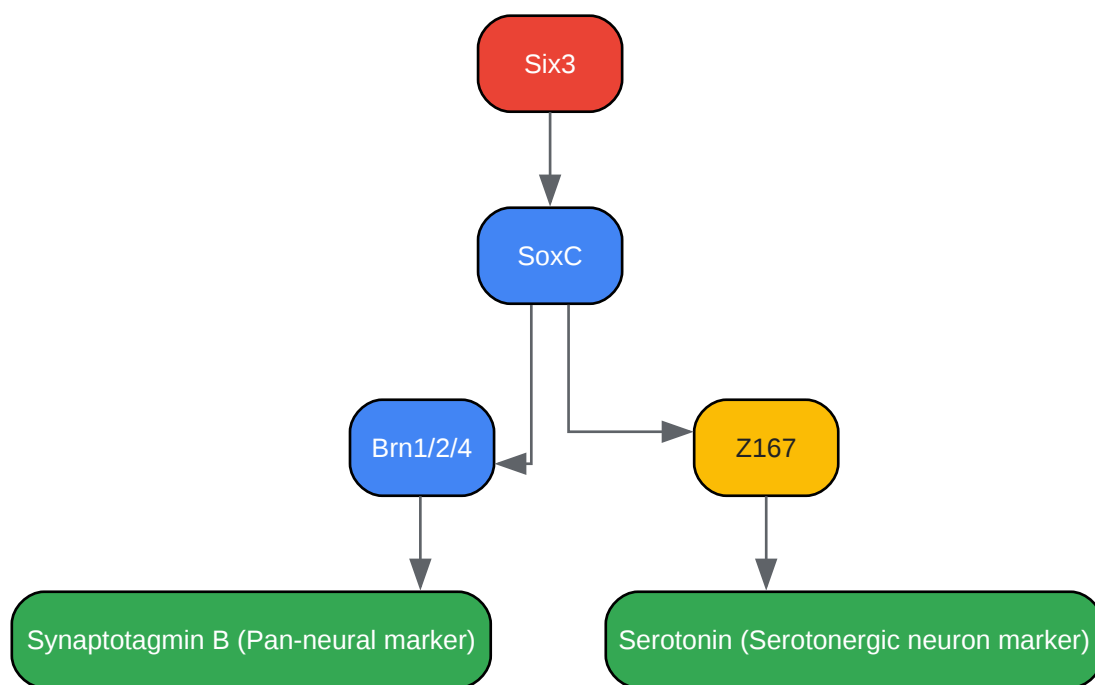 Six3
SoxC
Brn1/2/4
Z167
Synaptotagmin B (Pan-neural marker)
Serotonin (Serotonergic neuron marker)